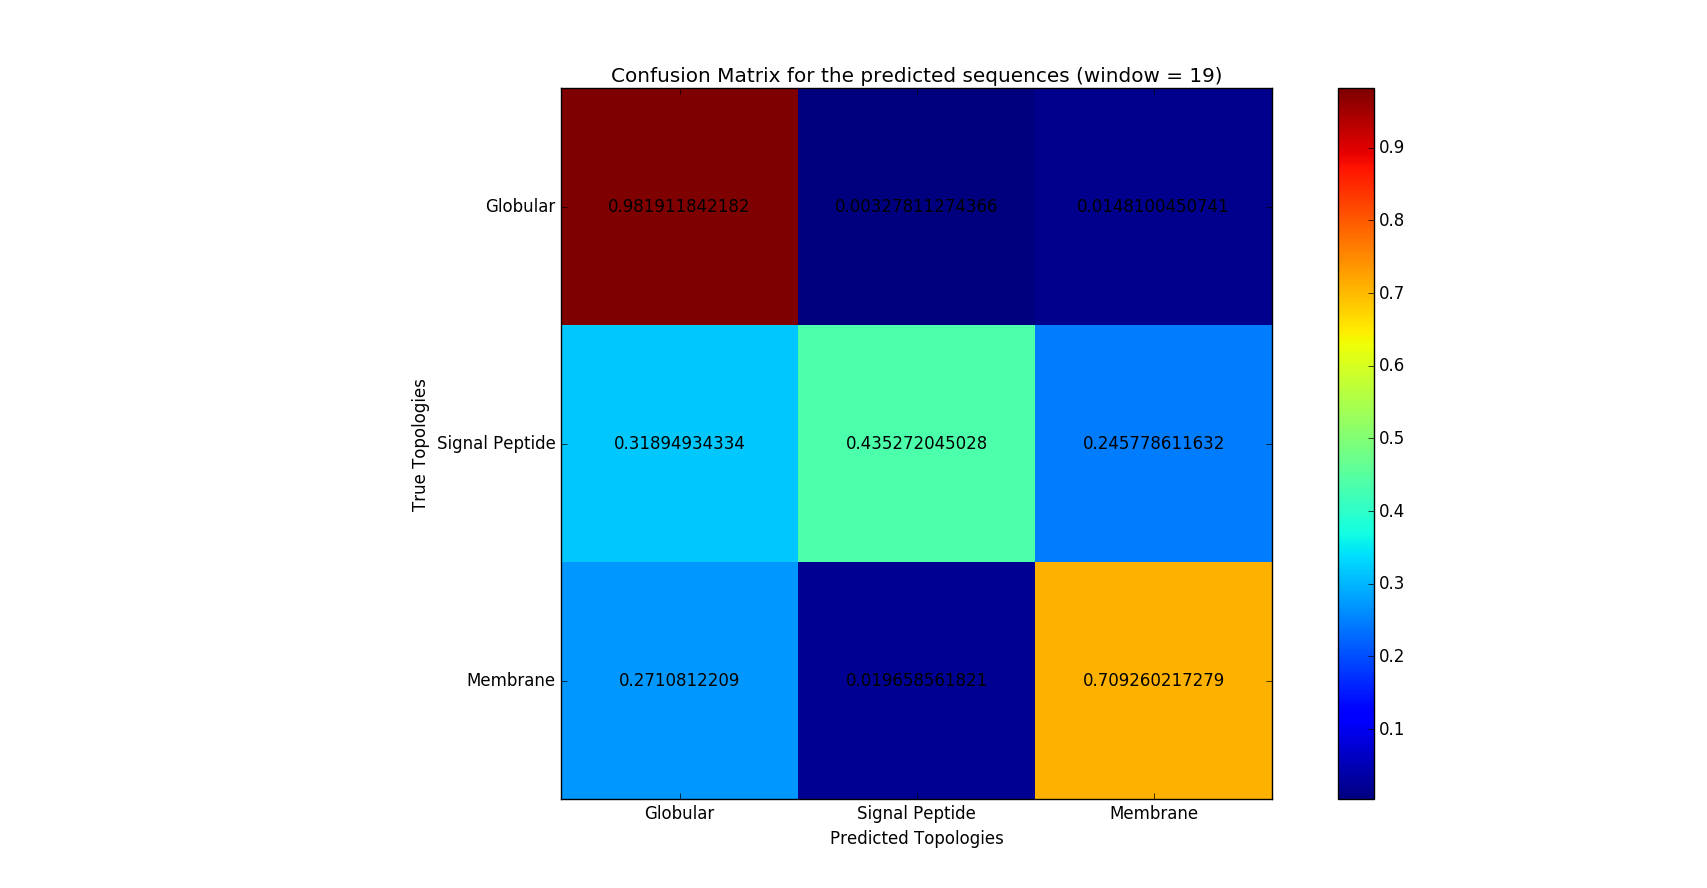 Confusion Matrix for the predicted sequences (window = 19)
Globular
0.981911842182
0.00327811274366
0.0148100450741
Signal Peptide
0.31894934334
0.435272045028
0.245778611632
Membrane
0.2710812209
0.019658561821
0.709260217279
True Topologies
Globular
Signal Peptide
Membrane
Predicted Topologies
0.9
0.8
0.7
0.6
0.5
0.4
0.3
0.2
0.1